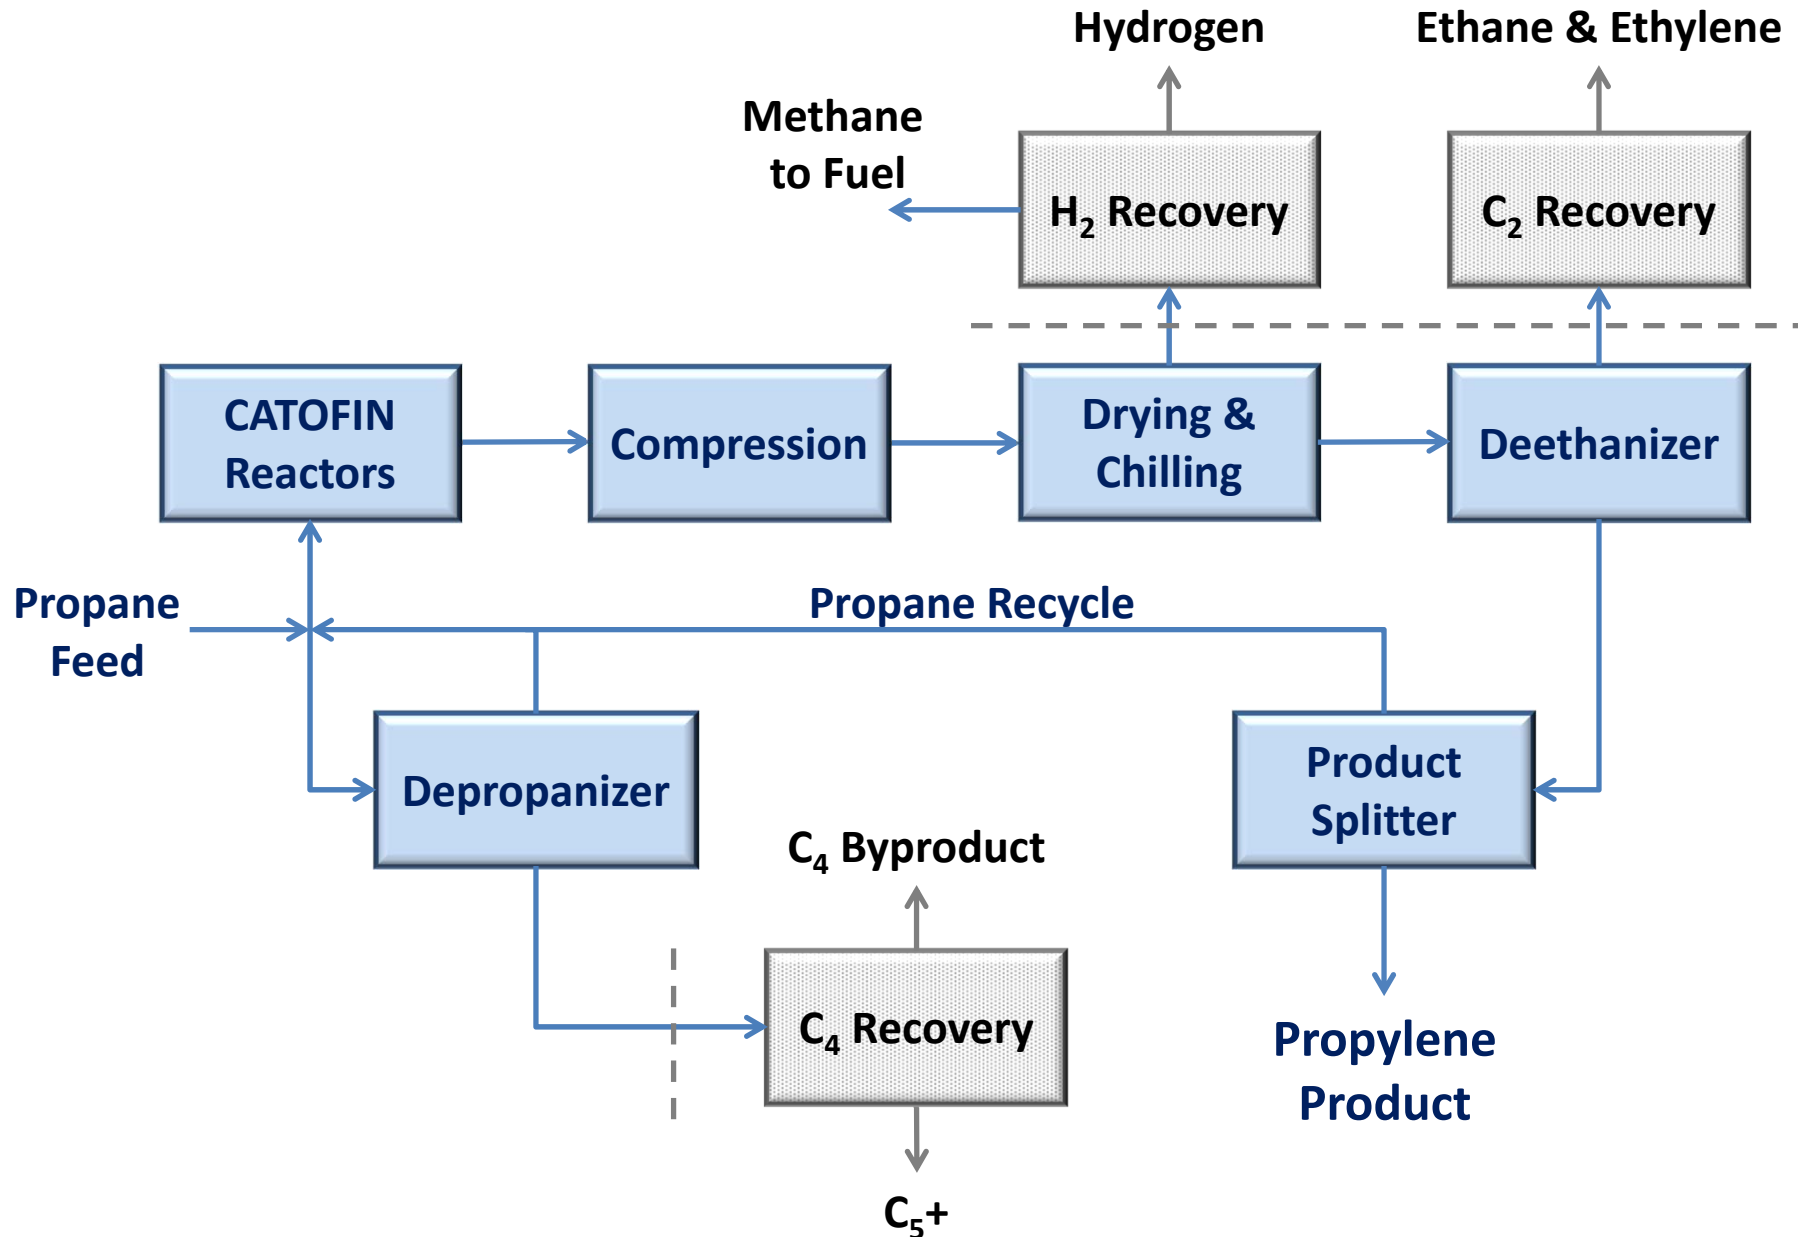 Hydrogen
Ethane & Ethylene
Methane
to Fuel
H₂ Recovery
C₂ Recovery
CATOFIN
Reactors
Compression
Drying &
Chilling
Deethanizer
Propane
Feed
Propane Recycle
Depropanizer
Product
Splitter
C₄ Byproduct
C₄ Recovery
Propylene
Product
C₅+